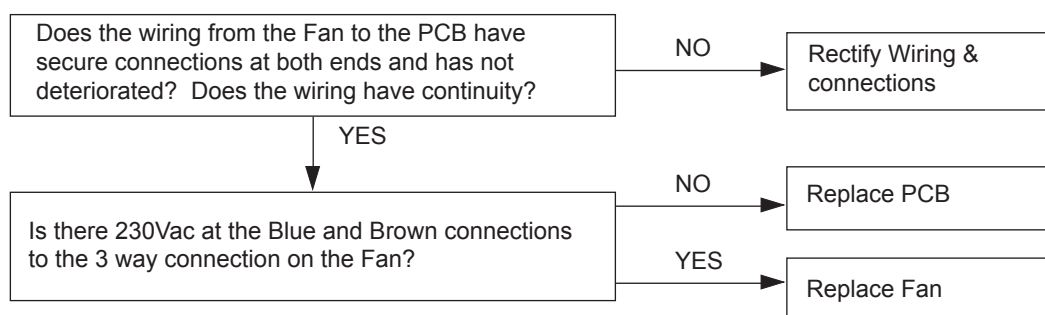 Does the wiring from the Fan to the PCB have
secure connections at both ends and has not
deteriorated?  Does the wiring have continuity?
NO
Rectify Wiring &
connections
YES
Is there 230Vac at the Blue and Brown connections
to the 3 way connection on the Fan?
NO
Replace PCB
YES
Replace Fan